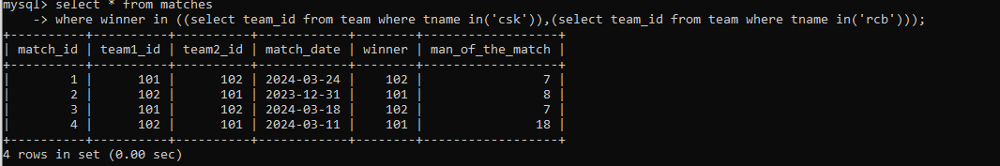 mysql> select * from matches
    -> where winner in ((select team_id from team where tname in('csk')),(select team_id from team where tname in('rcb')));
+----------+----------+----------+------------+--------+------------------+
| match_id | team1_id | team2_id | match_date | winner | man_of_the_match |
+----------+----------+----------+------------+--------+------------------+
|        1 |      101 |      102 | 2024-03-24 |    102 |                7 |
|        2 |      102 |      101 | 2023-12-31 |    101 |                8 |
|        3 |      101 |      102 | 2024-03-18 |    102 |                7 |
|        4 |      102 |      101 | 2024-03-11 |    101 |               18 |
+----------+----------+----------+------------+--------+------------------+
4 rows in set (0.00 sec)